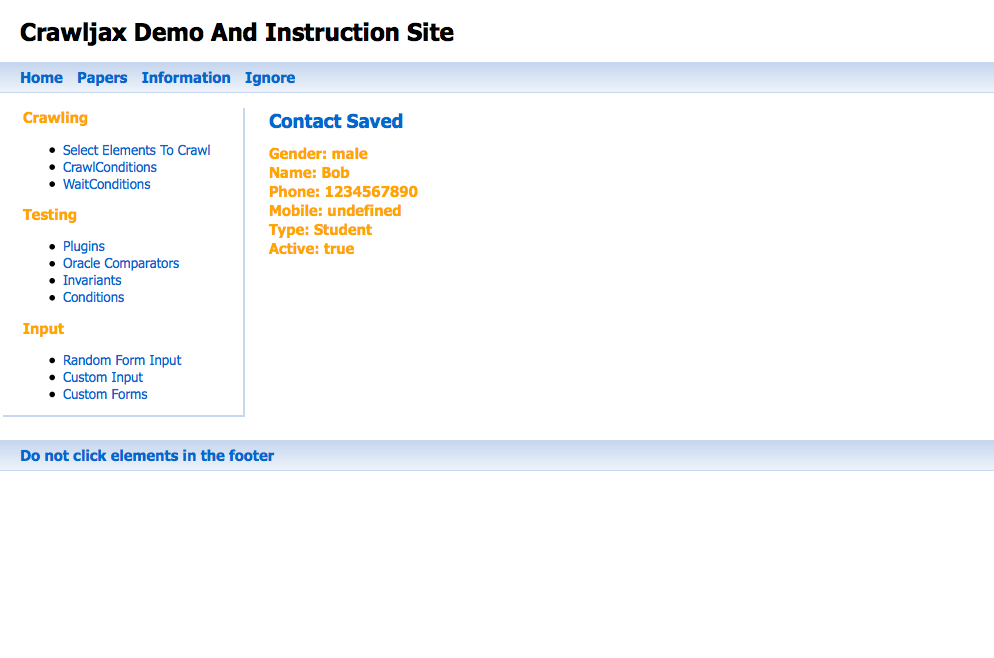 Crawljax Demo And Instruction Site
Home Papers Information Ignore
Crawling
Select Elements To Crawl
CrawlConditions
WaitConditions
Testing
Plugins
Oracle Comparators
Invariants
Conditions
Input
Random Form Input
Custom Input
Custom Forms
Contact Saved
Gender: male
Name: Bob
Phone: 1234567890
Mobile: undefined
Type: Student
Active: true
Do not click elements in the footer